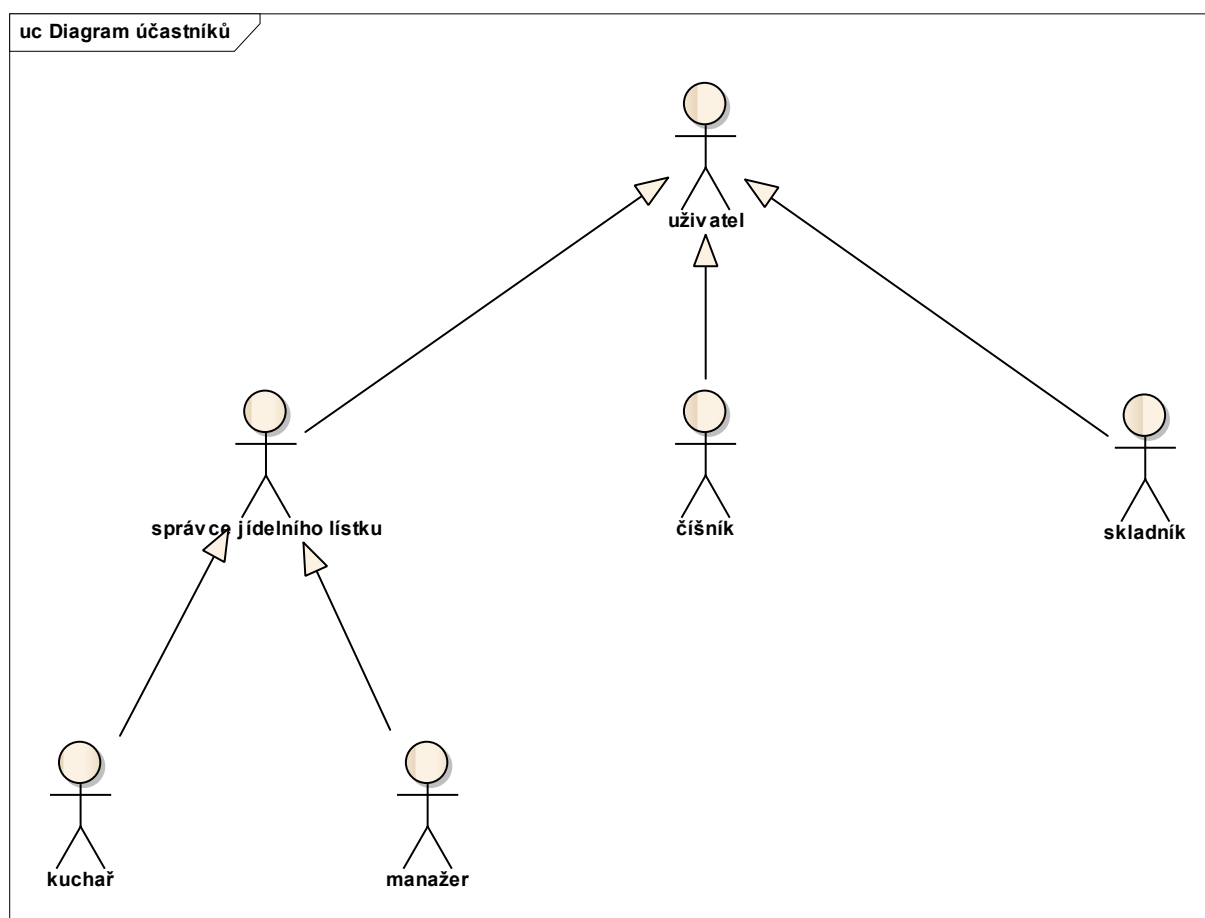 uc Diagram účastníků
uživatel
správce jídelního lístku
číšník
skladník
kuchař
manažer